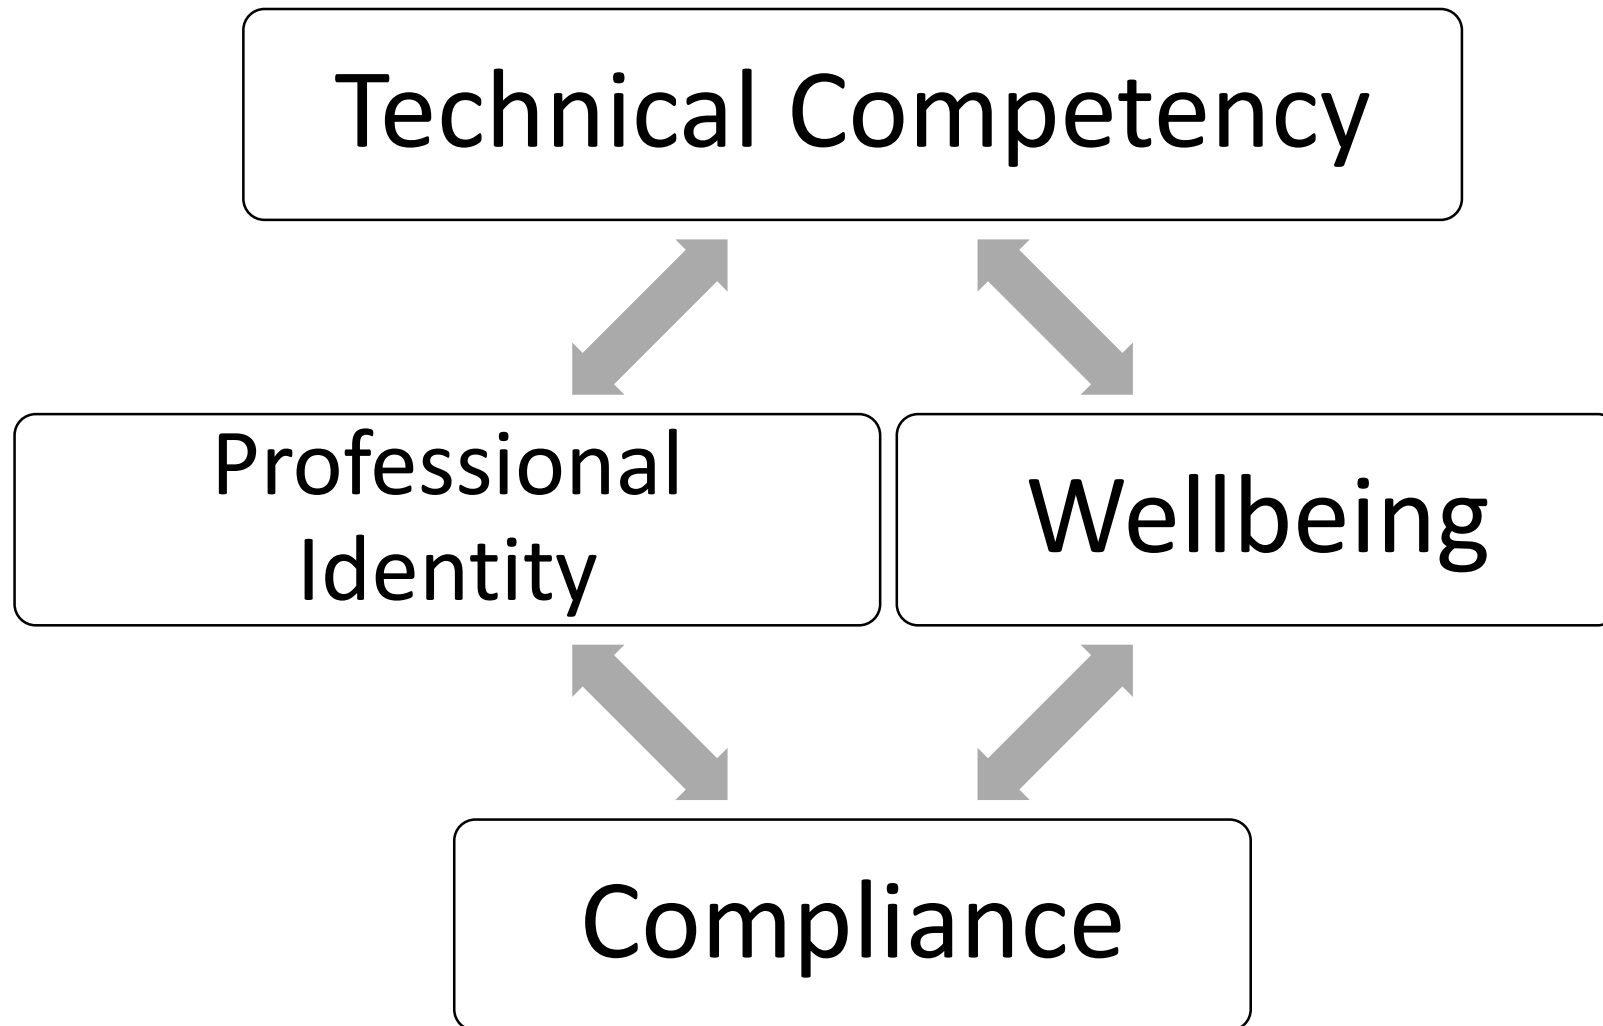 Technical Competency
Professional
Identity
Wellbeing
Compliance